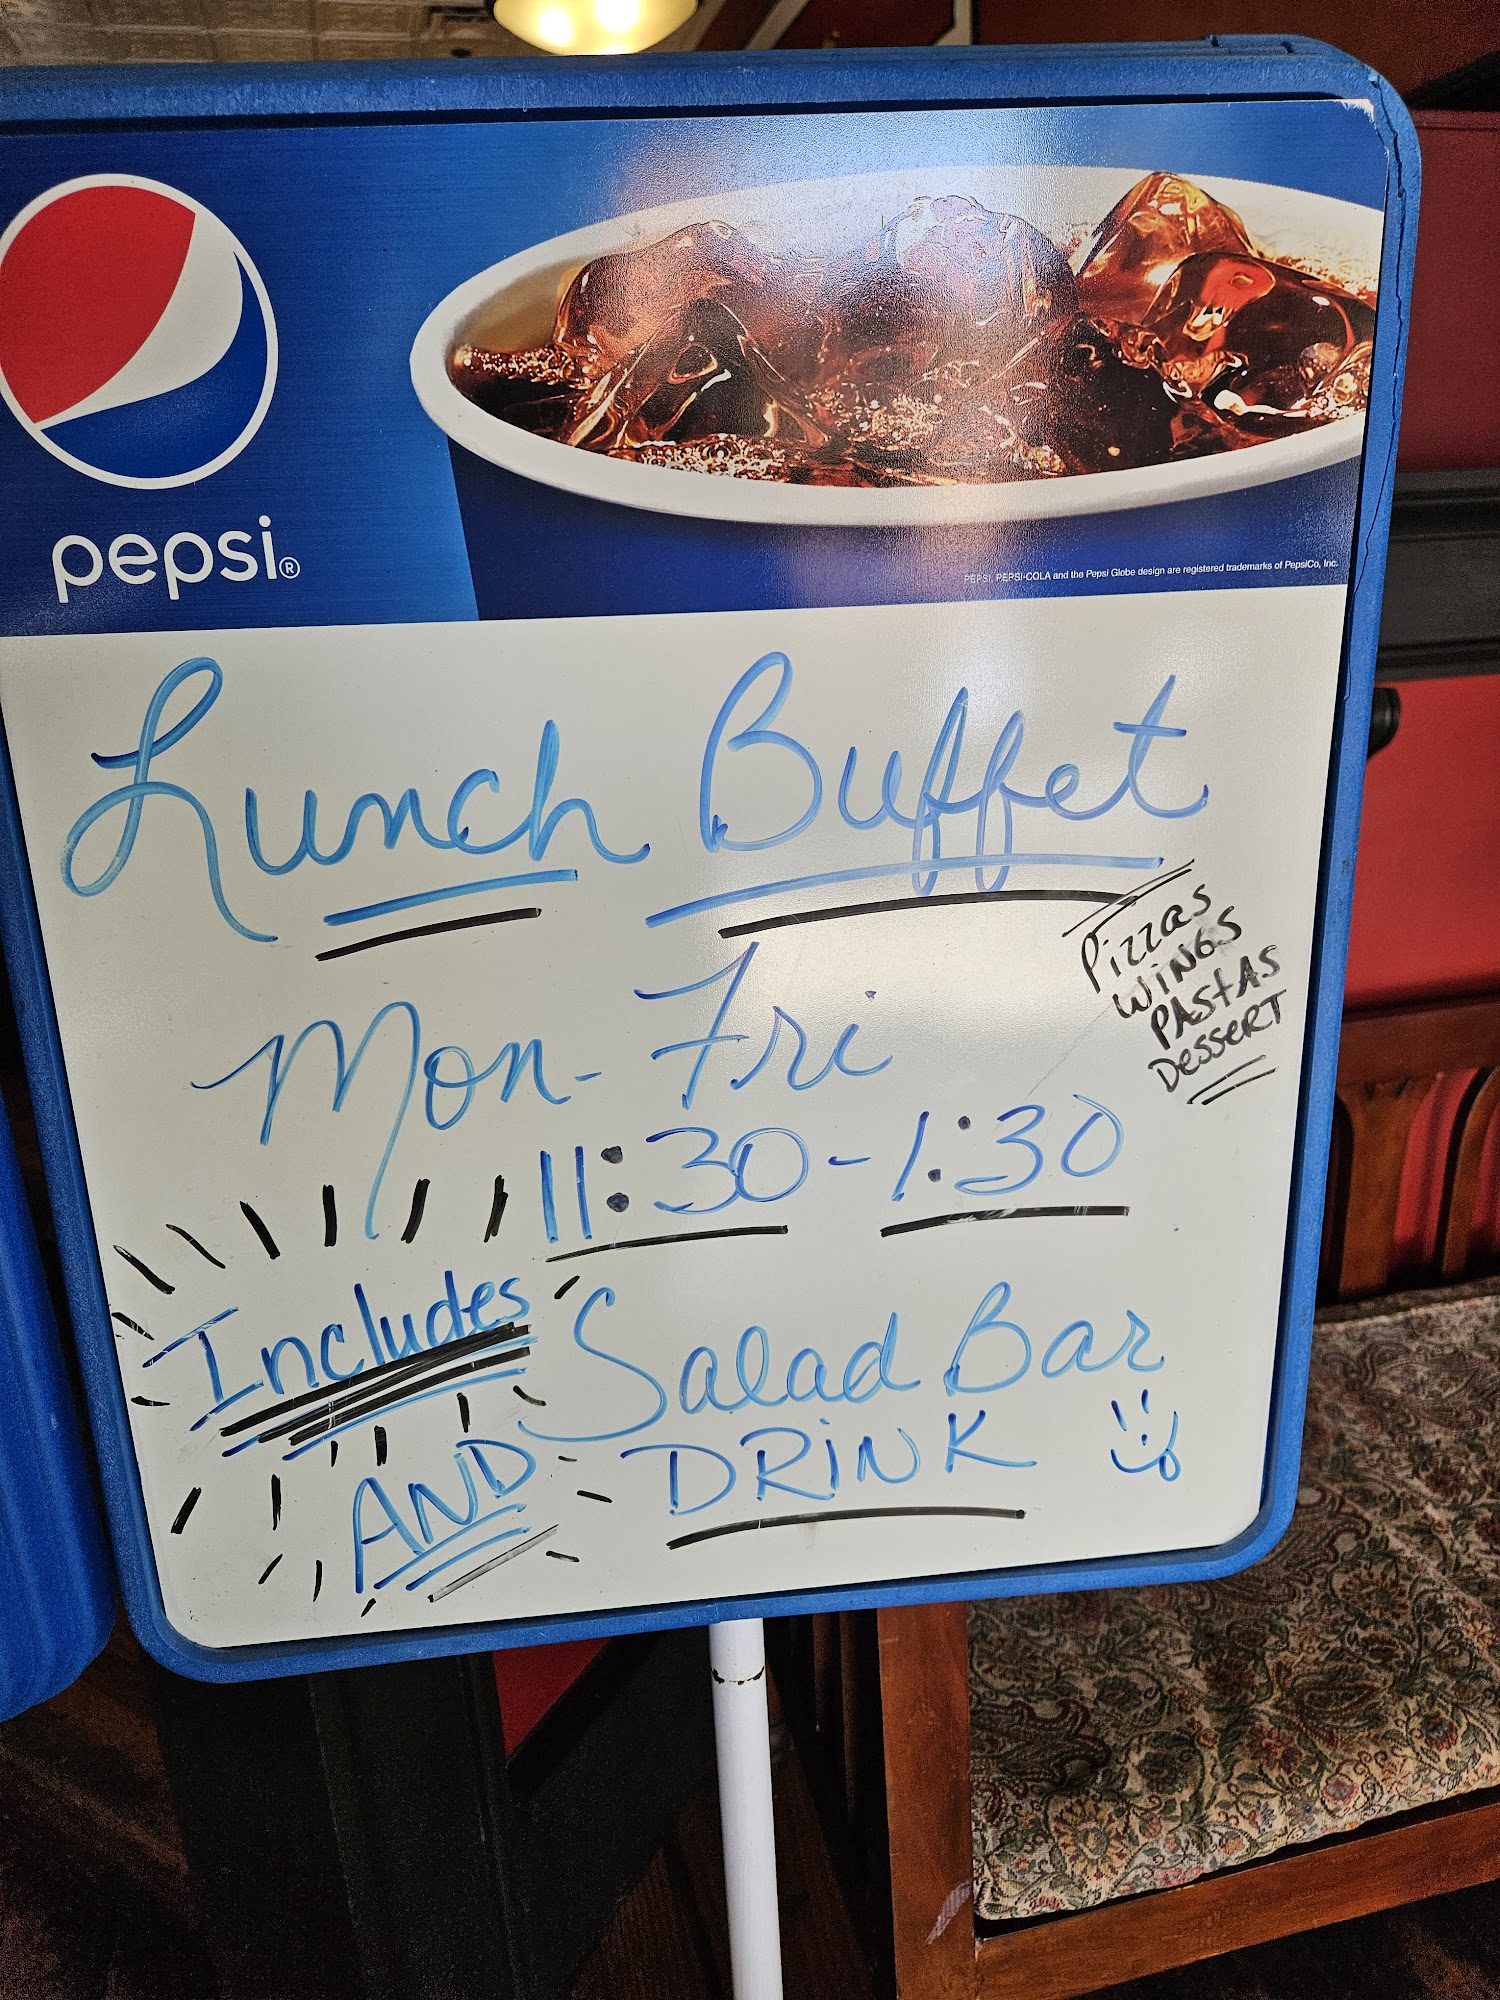 pepsi®
PEPSI, PEPSI-COLA and the Pepsi Globe design are registered trademarks of PepsiCo, Inc.
Lunch Buffet
Pizzas
WINGS
PAStAS
DesseRT
Mon-Fri
11:30-1:30
Includes Salad Bar
AND DRiNK